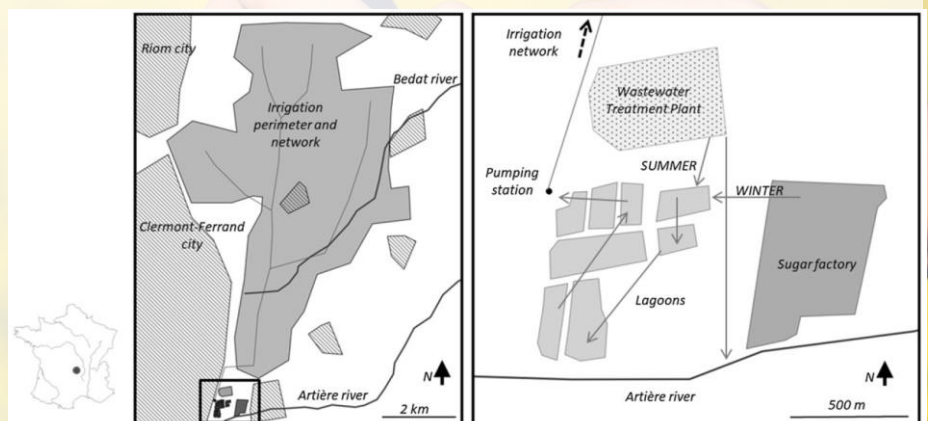 Riom city
Bedat river
Irrigation
perimeter and
network
Clermont-Ferrand
city
Artière river
N
2 km
Irrigation
network
Wastewater
Treatment Plant
SUMMER
Pumping
station
WINTER
Sugar factory
Lagoons
N
Artière river
500 m